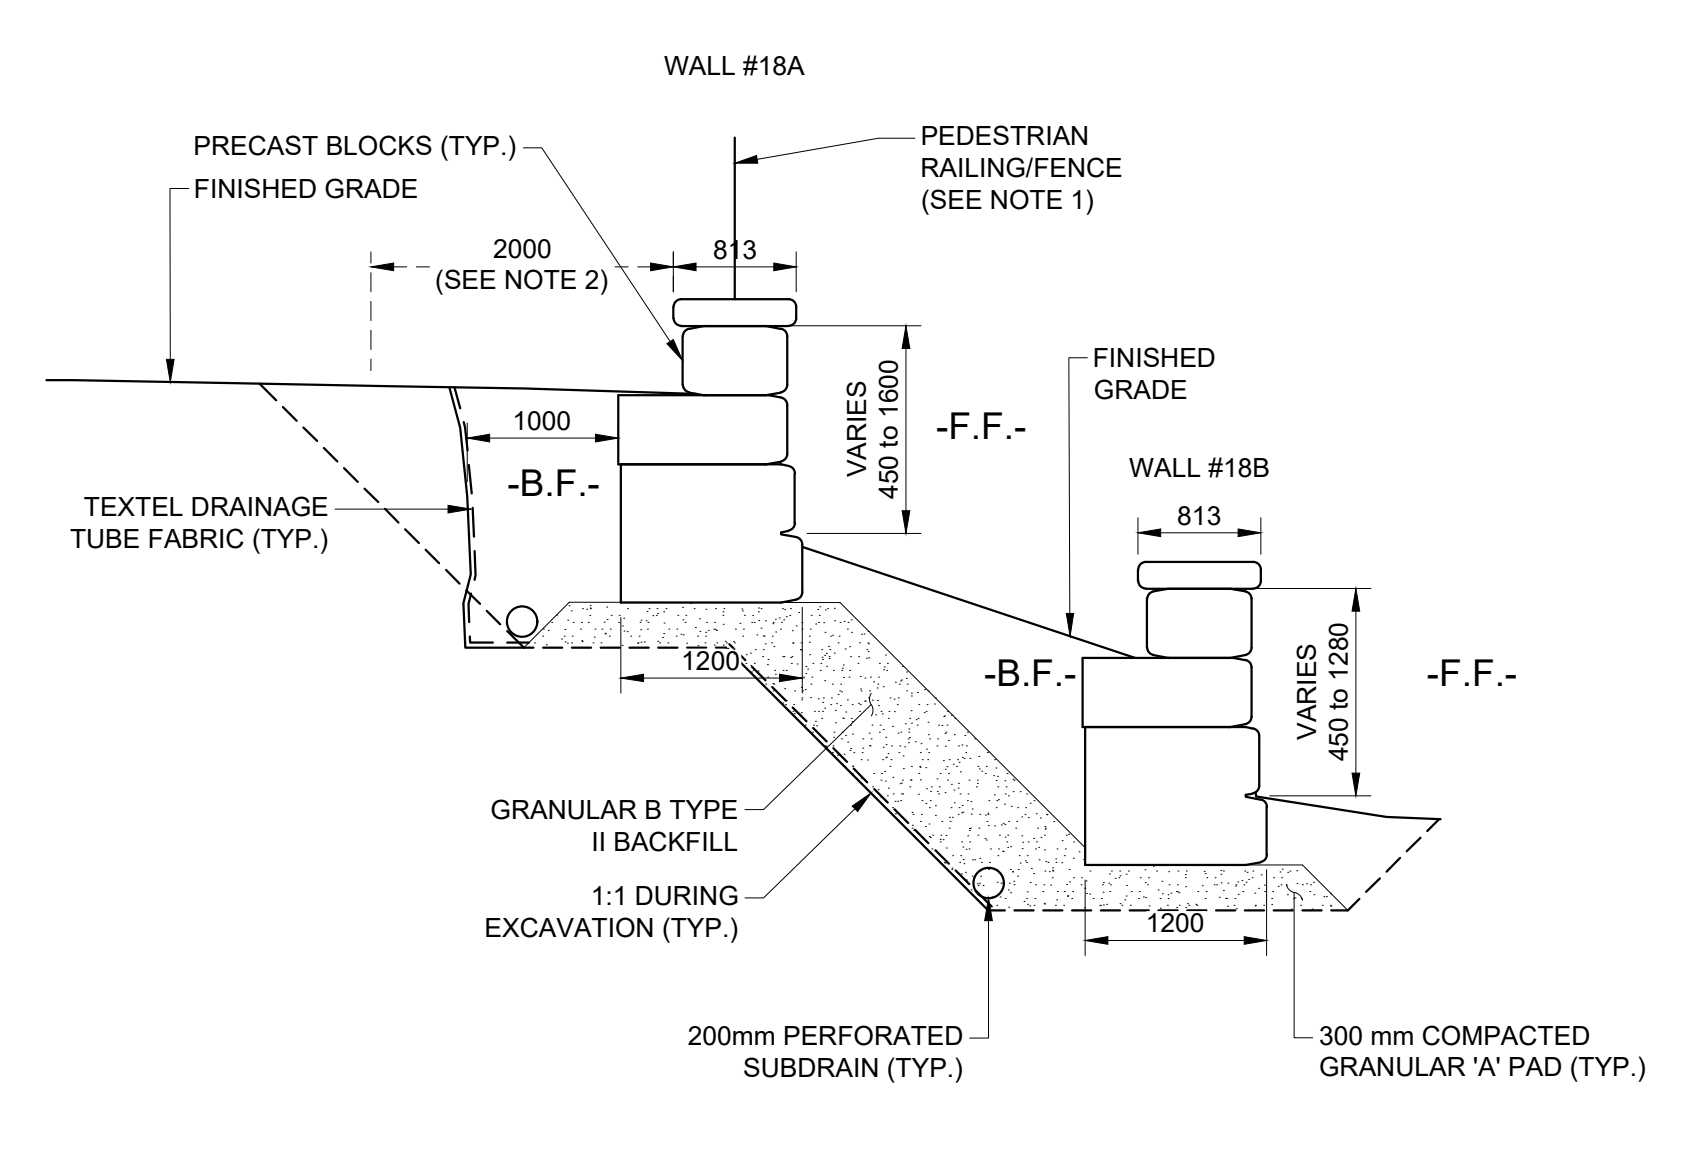 WALL #18A
PRECAST BLOCKS (TYP.)
FINISHED GRADE
PEDESTRIAN
RAILING/FENCE
(SEE NOTE 1)
2000
(SEE NOTE 2)
813
VARIES
450 to 1600
-F.F.-
FINISHED
GRADE
1000
-B.F.-
WALL #18B
813
TEXTEL DRAINAGE
TUBE FABRIC (TYP.)
1200
-B.F.-
VARIES
450 to 1280
-F.F.-
GRANULAR B TYPE
II BACKFILL
1:1 DURING
EXCAVATION (TYP.)
1200
200mm PERFORATED
SUBDRAIN (TYP.)
300 mm COMPACTED
GRANULAR 'A' PAD (TYP.)